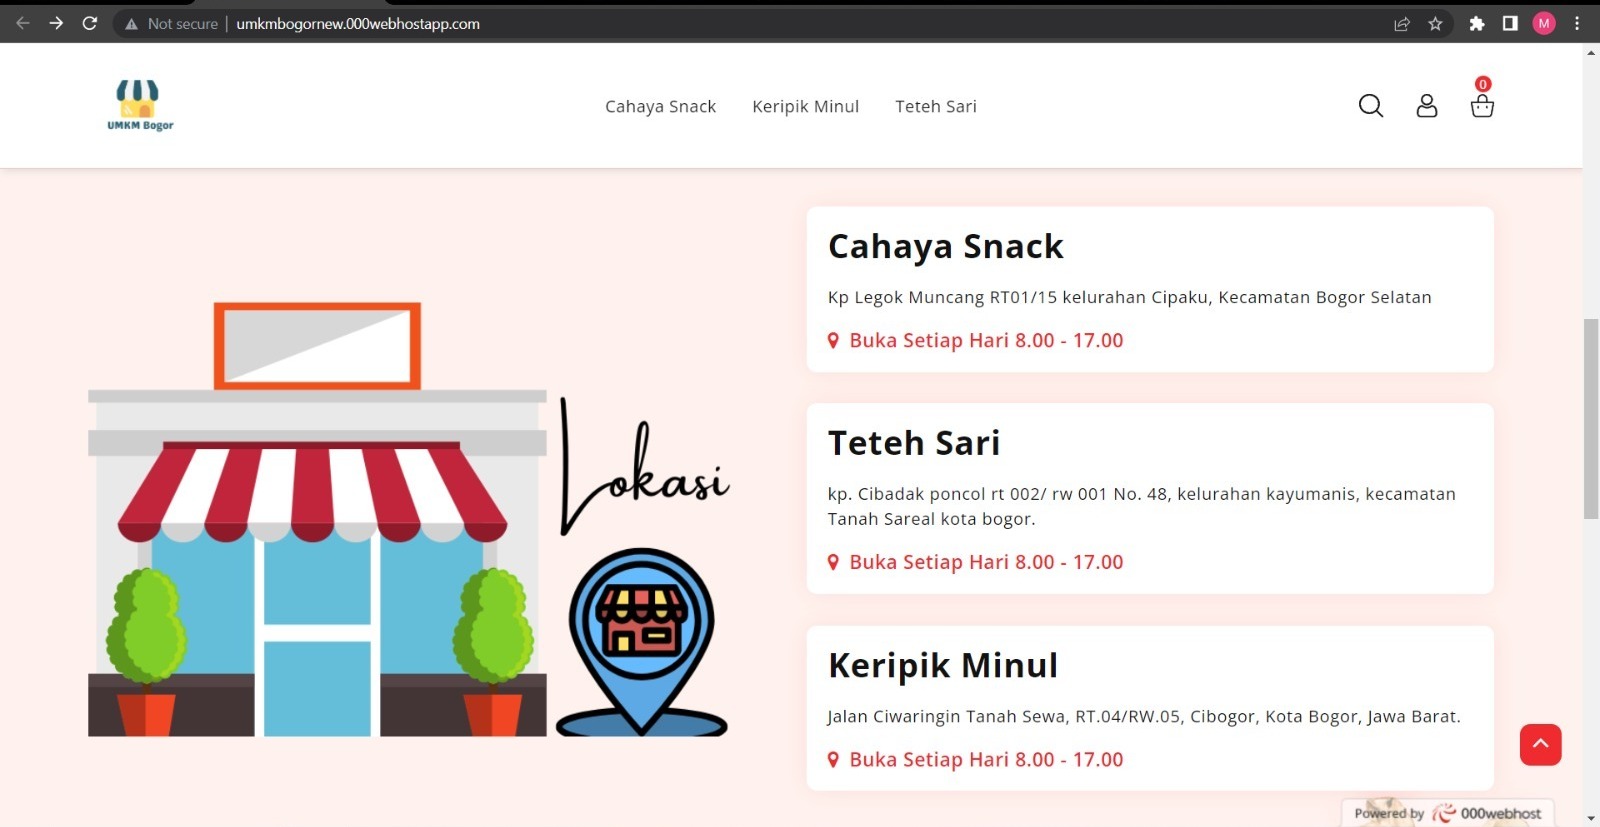 Not secure | umkmbogornew.000webhostapp.com
M
UMKM Bogor
Cahaya Snack Keripik Minul Teteh Sari
0
Lokasi
Cahaya Snack
Kp Legok Muncang RT01/15 kelurahan Cipaku, Kecamatan Bogor Selatan
Buka Setiap Hari 8.00 - 17.00
Teteh Sari
kp. Cibadak poncol rt 002/ rw 001 No. 48, kelurahan kayumanis, kecamatan
Tanah Sareal kota bogor.
Buka Setiap Hari 8.00 - 17.00
Keripik Minul
Jalan Ciwaringin Tanah Sewa, RT.04/RW.05, Cibogor, Kota Bogor, Jawa Barat.
Buka Setiap Hari 8.00 - 17.00
Powered by 000webhost